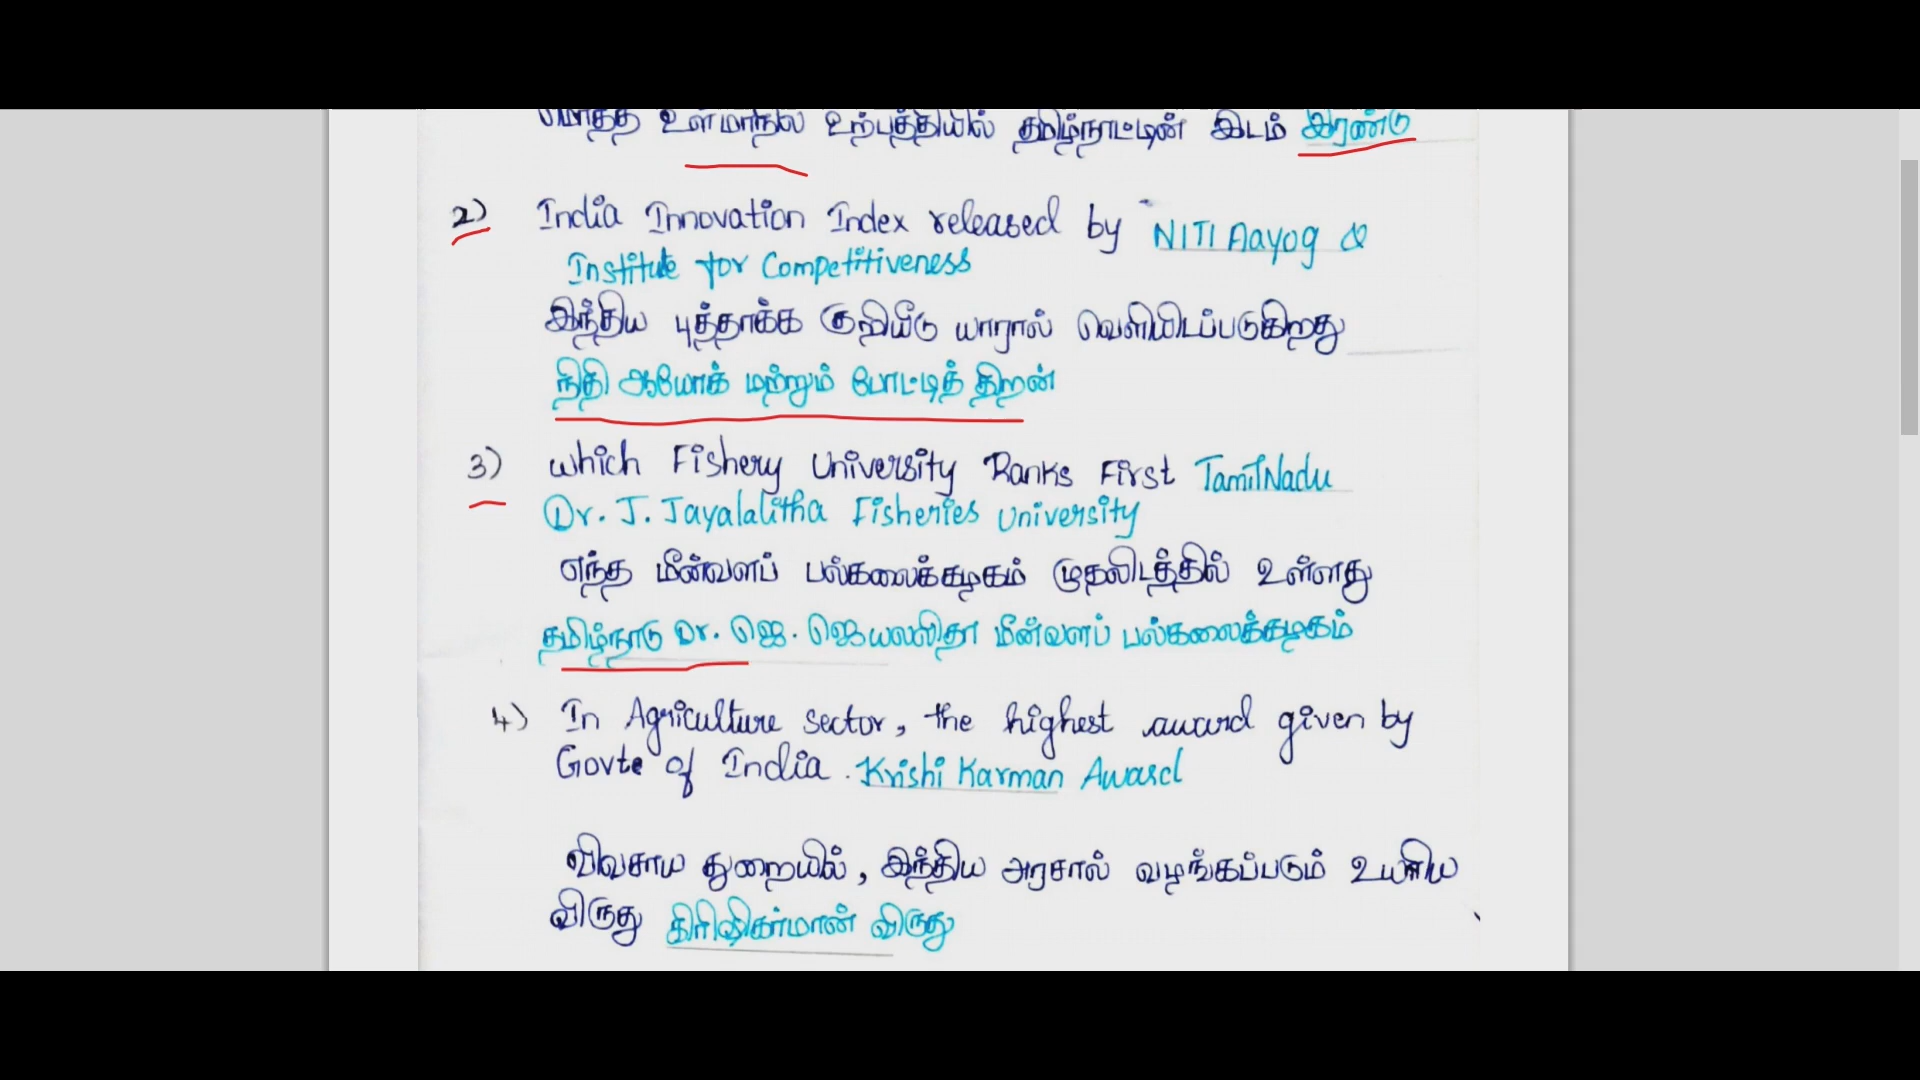 மொத்த உள்மாநில உற்பத்தியில் தமிழ்நாட்டின் இடம் இரண்டு
2) India Innovation Index released by NITI Aayog &
Institute for Competitiveness
இந்திய புத்தாக்க குறியீடு யாரால் வெளியிடப்படுகிறது
நிதி ஆயோக் மற்றும் போட்டித் திறன்
3) which Fishery University Ranks First TamilNadu
Dr. J. Jayalalitha Fisheries University
எந்த மீன்வளப் பல்கலைக்கழகம் முதலிடத்தில் உள்ளது
தமிழ்நாடு Dr. ஜெ. ஜெயலலிதா மீன்வளப் பல்கலைக்கழகம்
4) In Agriculture sector, the highest award given by
Govte of India. Krishi Karman Award
விவசாய துறையில், இந்திய அரசால் வழங்கப்படும் உயரிய
விருது கிரிஷிகர்மான் விருது